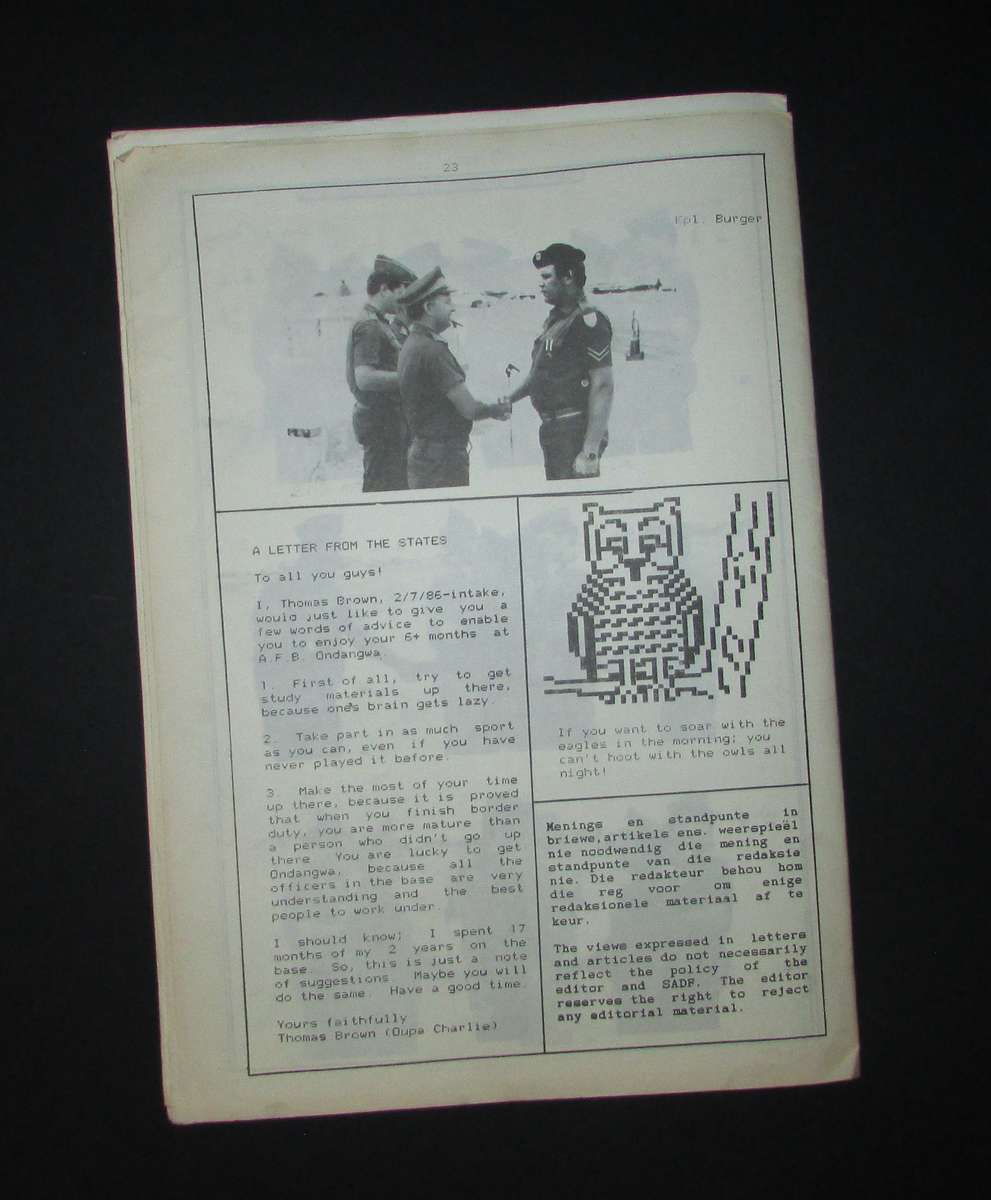 23
Kpl. Burger
A LETTER FROM THE STATES
To all you guys!
I, Thomas Brown, 2/7/86-intake,
would just like to give you a
few words of advice to enable
you to enjoy your 6+ months at
A.F.B. Ondangwa.
1. First of all, try to get
study materials up there,
because one's brain gets lazy.
2. Take part in as much sport
as you can, even if you have
never played it before.
3. Make the most of your time
up there, because it is proved
that when you finish border
duty, you are more mature than
a person who didn't go up
there. You are lucky to get
Ondangwa, because all the
officers in the base are very
understanding and the best
people to work under.
I should know; I spent 17
months of my 2 years on the
base. So, this is just a note
of suggestions. Maybe you will
do the same. Have a good time.
Yours faithfully
Thomas Brown (Oupa Charlie)
If you want to soar with the
eagles in the morning; you
can't hoot with the owls all
night!
Menings en standpunte in
briewe,artikels ens. weerspieël
nie noodwendig die mening en
standpunte van die redaksie
nie. Die redakteur behou hom
die reg voor om enige
redaksionele materiaal af te
keur.
The views expressed in letters
and articles do not necessarily
reflect the policy of the
editor and SADF. The editor
reserves the right to reject
any editorial material.